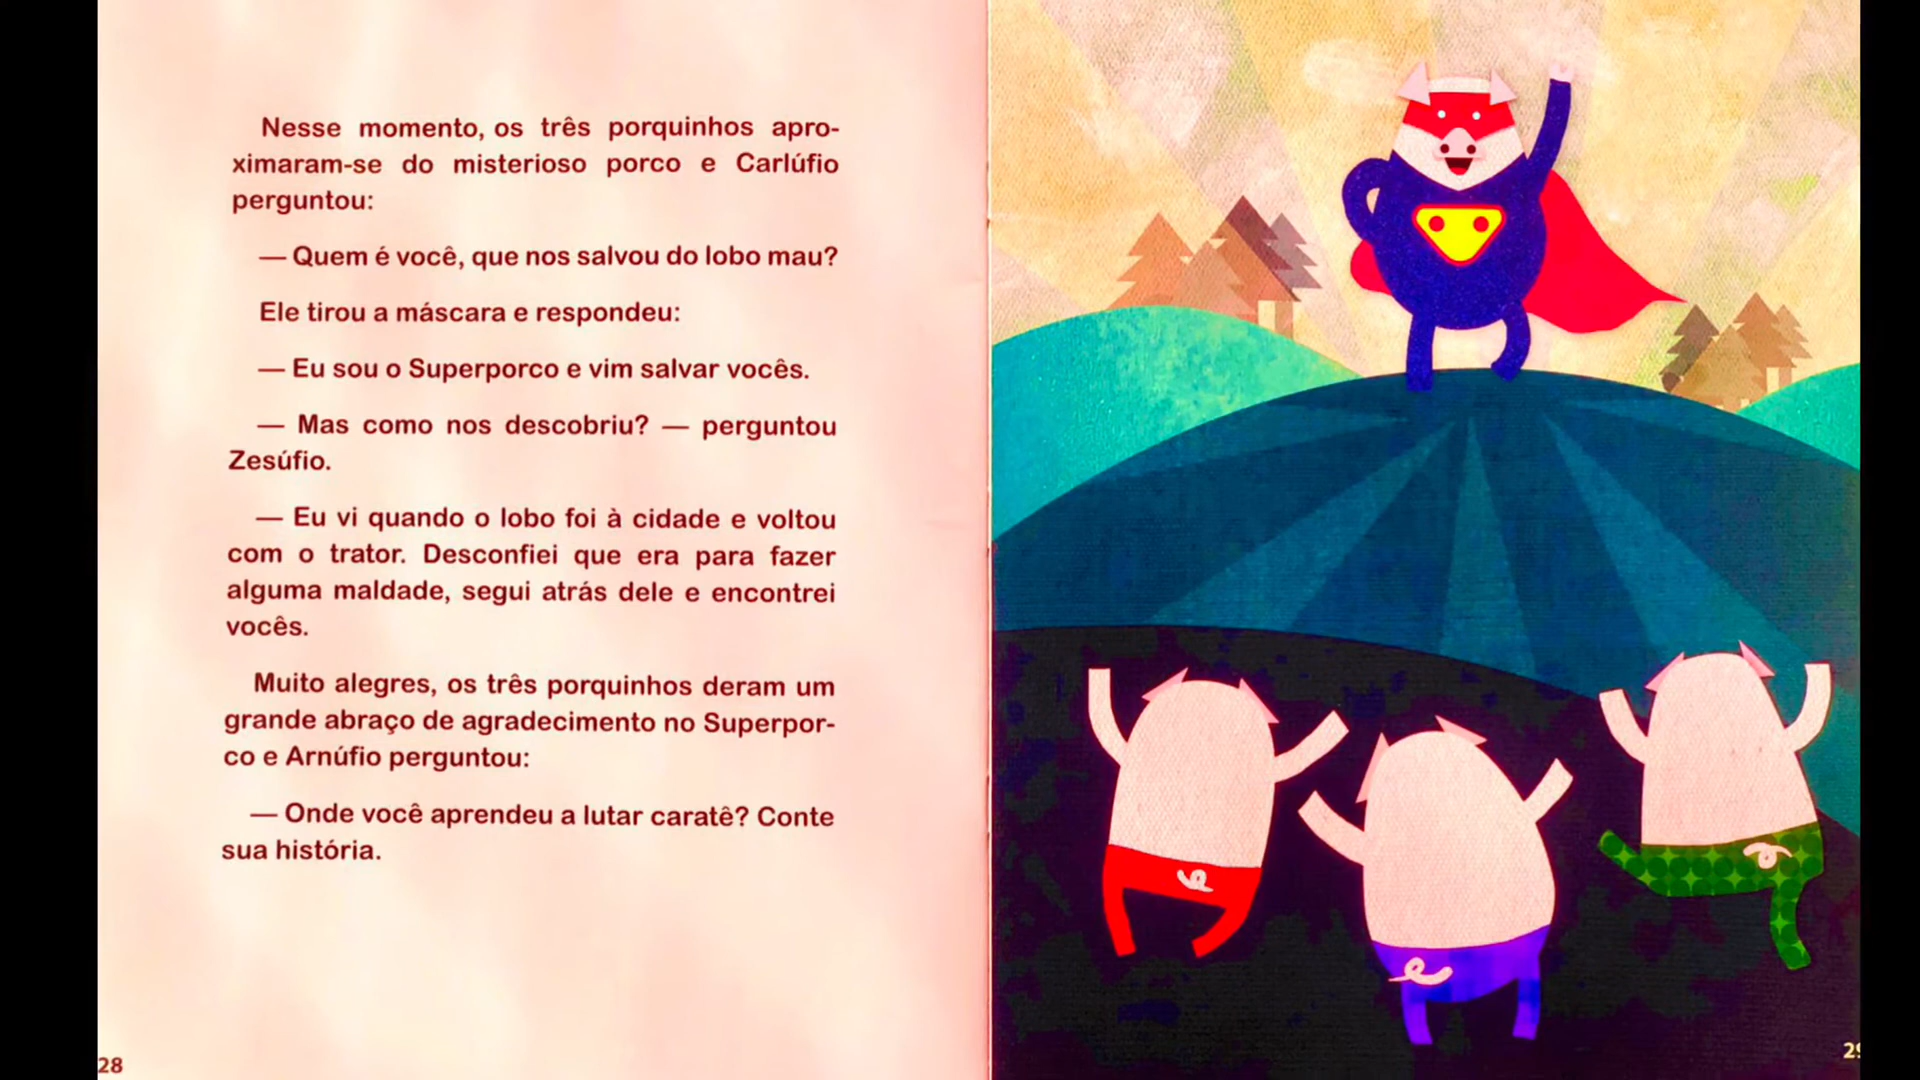 Nesse momento, os três porquinhos apro-
ximaram-se do misterioso porco e Carlúfio
perguntou:
— Quem é você, que nos salvou do lobo mau?
Ele tirou a máscara e respondeu:
— Eu sou o Superporco e vim salvar vocês.
— Mas como nos descobriu? — perguntou
Zesúfio.
— Eu vi quando o lobo foi à cidade e voltou
com o trator. Desconfiei que era para fazer
alguma maldade, segui atrás dele e encontrei
vocês.
Muito alegres, os três porquinhos deram um
grande abraço de agradecimento no Superpor-
co e Arnúfio perguntou:
— Onde você aprendeu a lutar caratê? Conte
sua história.
28
29